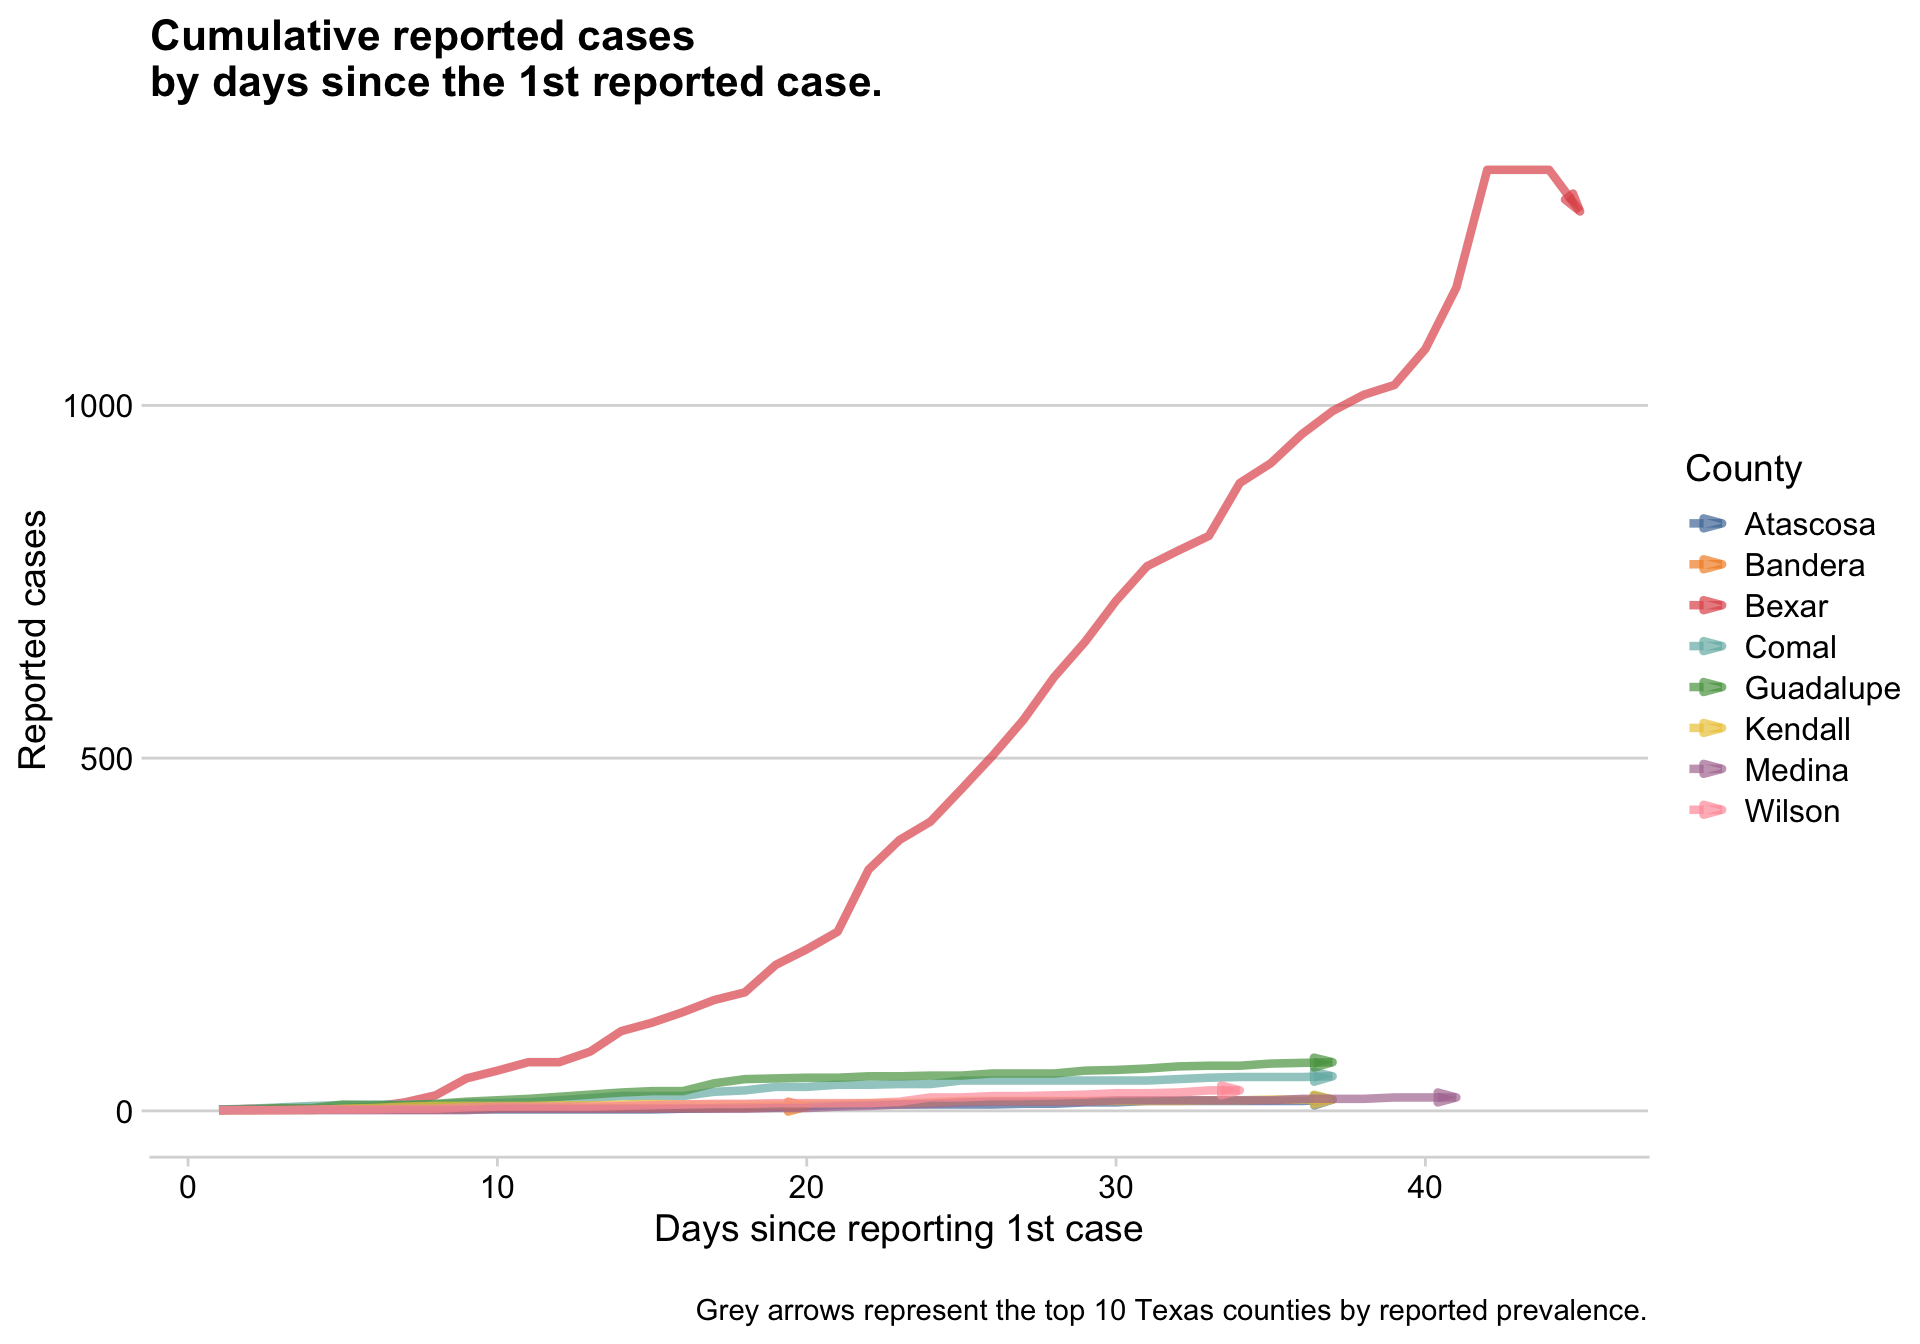 Cumulative reported cases
by days since the 1st reported case.
Reported cases
1000
500
0
0 10 20 30 40
Days since reporting 1st case
County
Atascosa
Bandera
Bexar
Comal
Guadalupe
Kendall
Medina
Wilson
Grey arrows represent the top 10 Texas counties by reported prevalence.